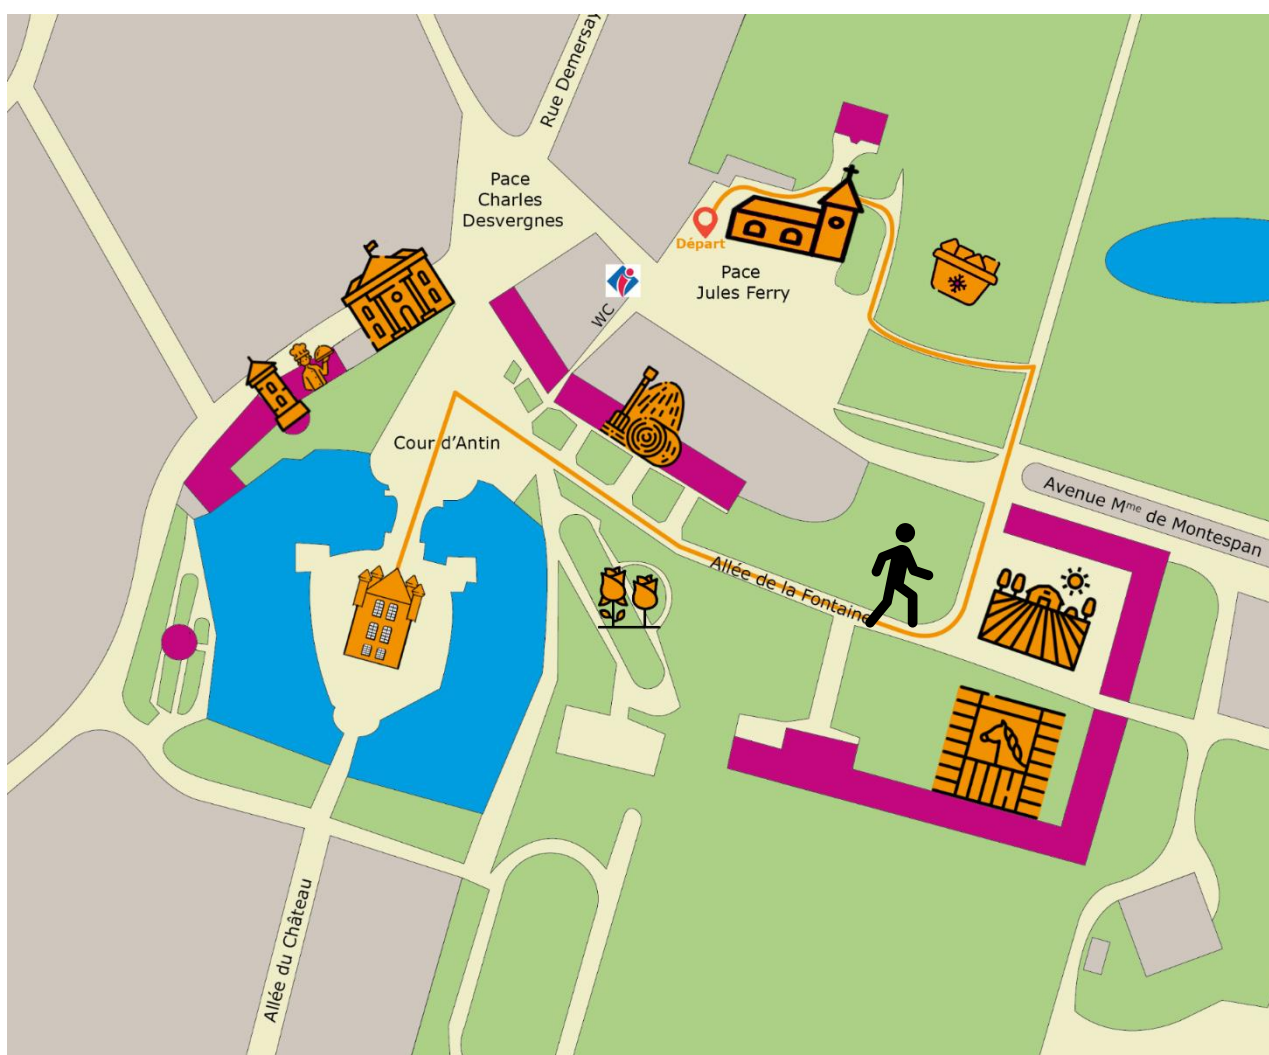 Rue Demersay
Pace
Charles
Desvergnes
Départ
Pace
Jules Ferry
WC
Cour d'Antin
Avenue Mme de Montespan
Allée de la Fontaine
Allée du Château